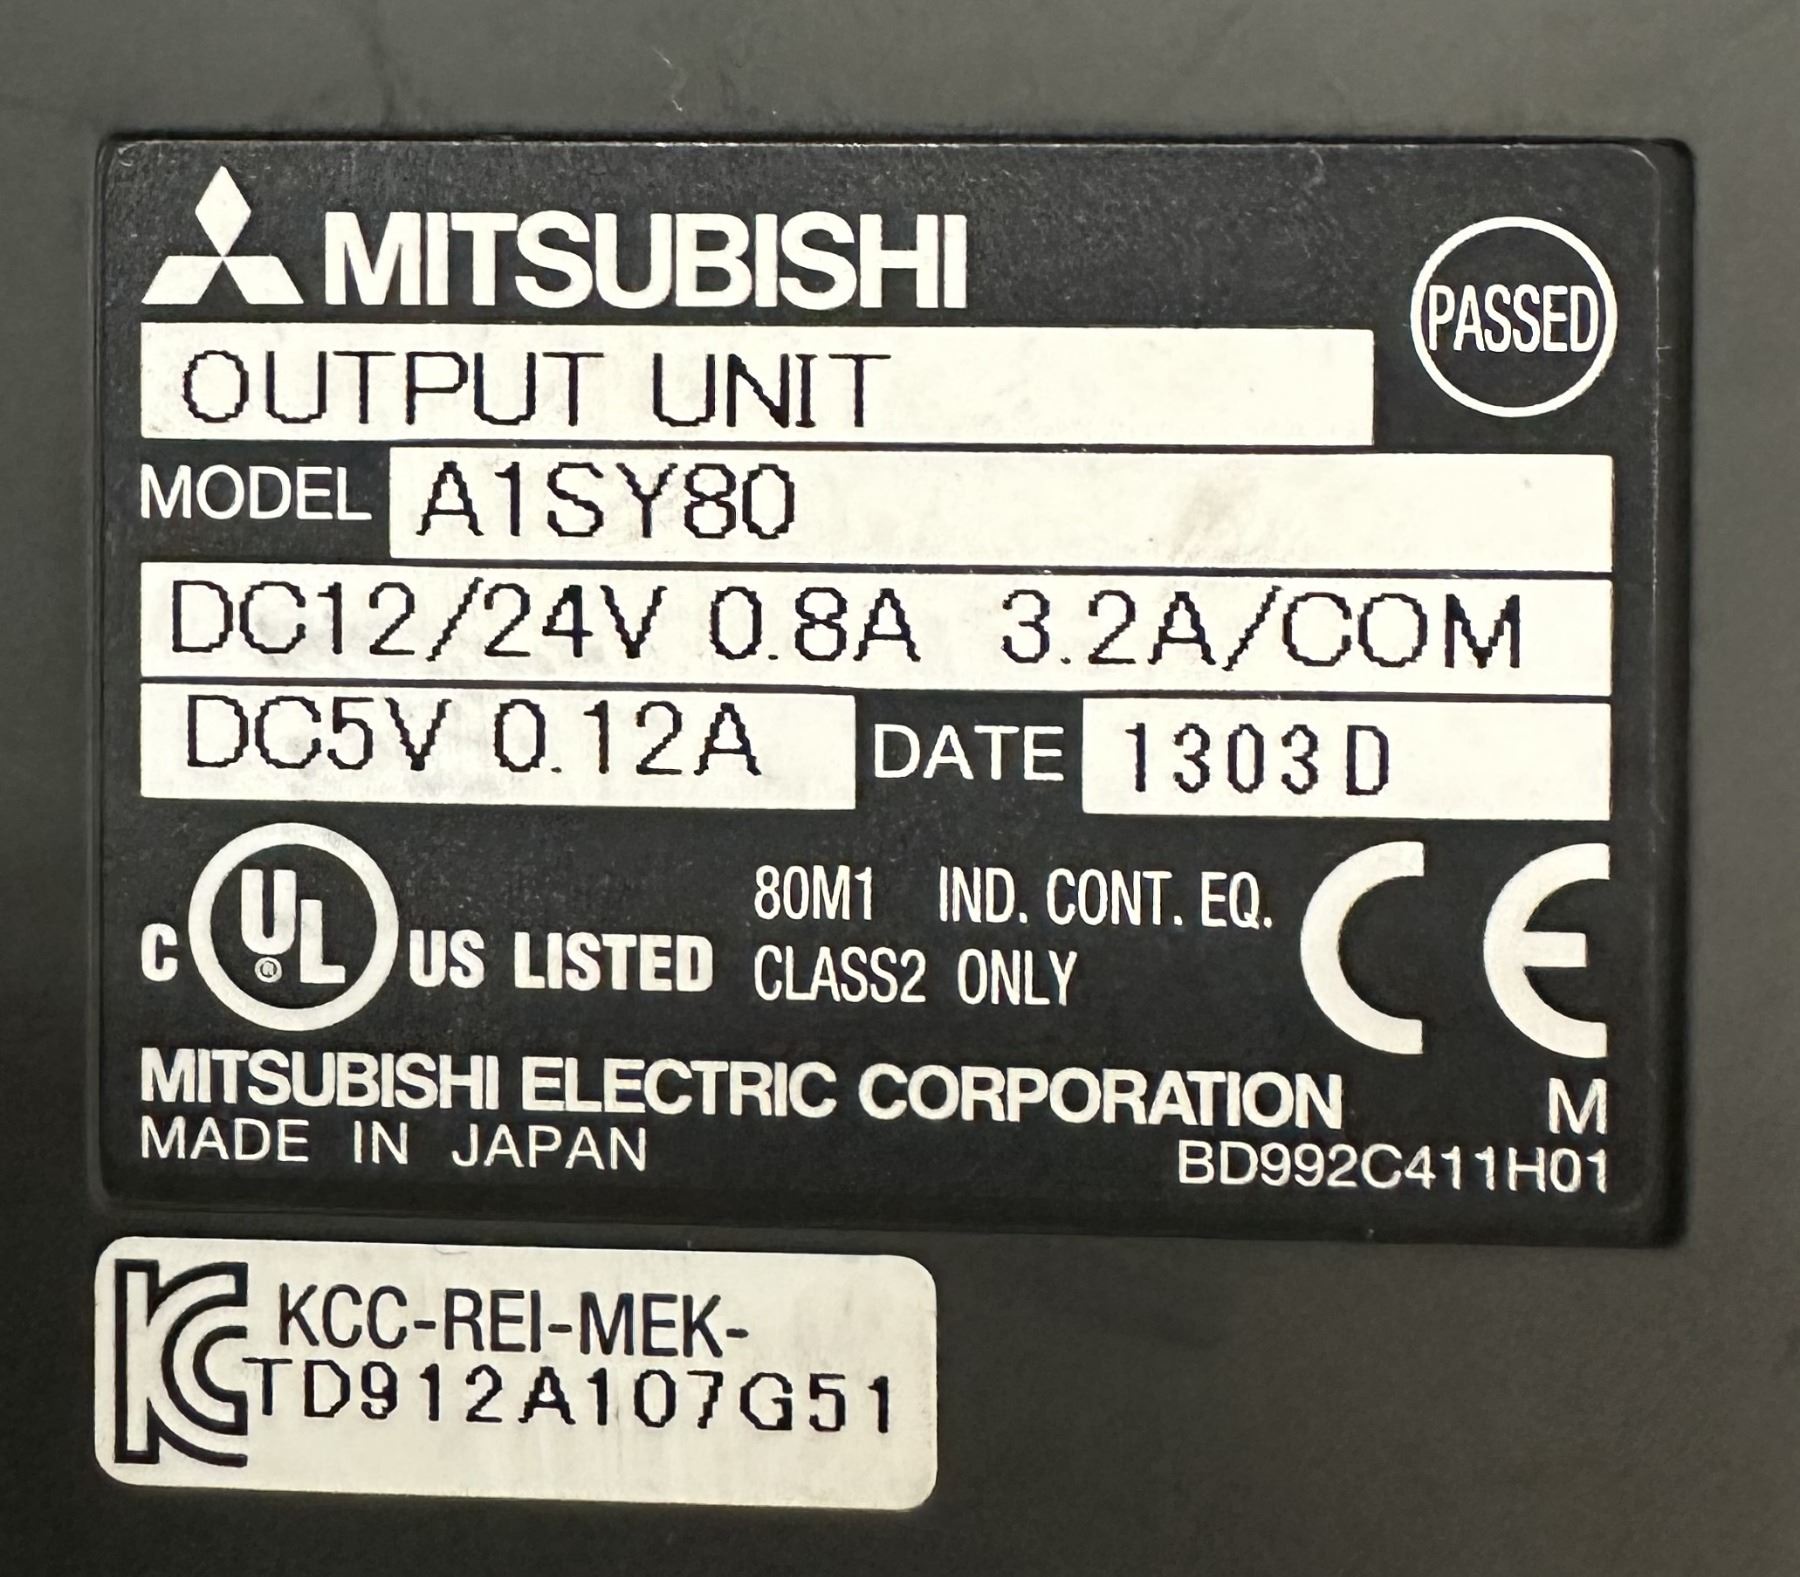 MITSUBISHI
PASSED
OUTPUT UNIT
MODEL A1SY80
DC12/24V 0.8A 3.2A/COM
DC5V 0.12A DATE 1303D
C UL® US LISTED 80M1 IND. CONT. EQ.
CLASS2 ONLY
CE
MITSUBISHI ELECTRIC CORPORATION M
MADE IN JAPAN BD992C411H01
KC KCC-REI-MEK-
TD912A107G51